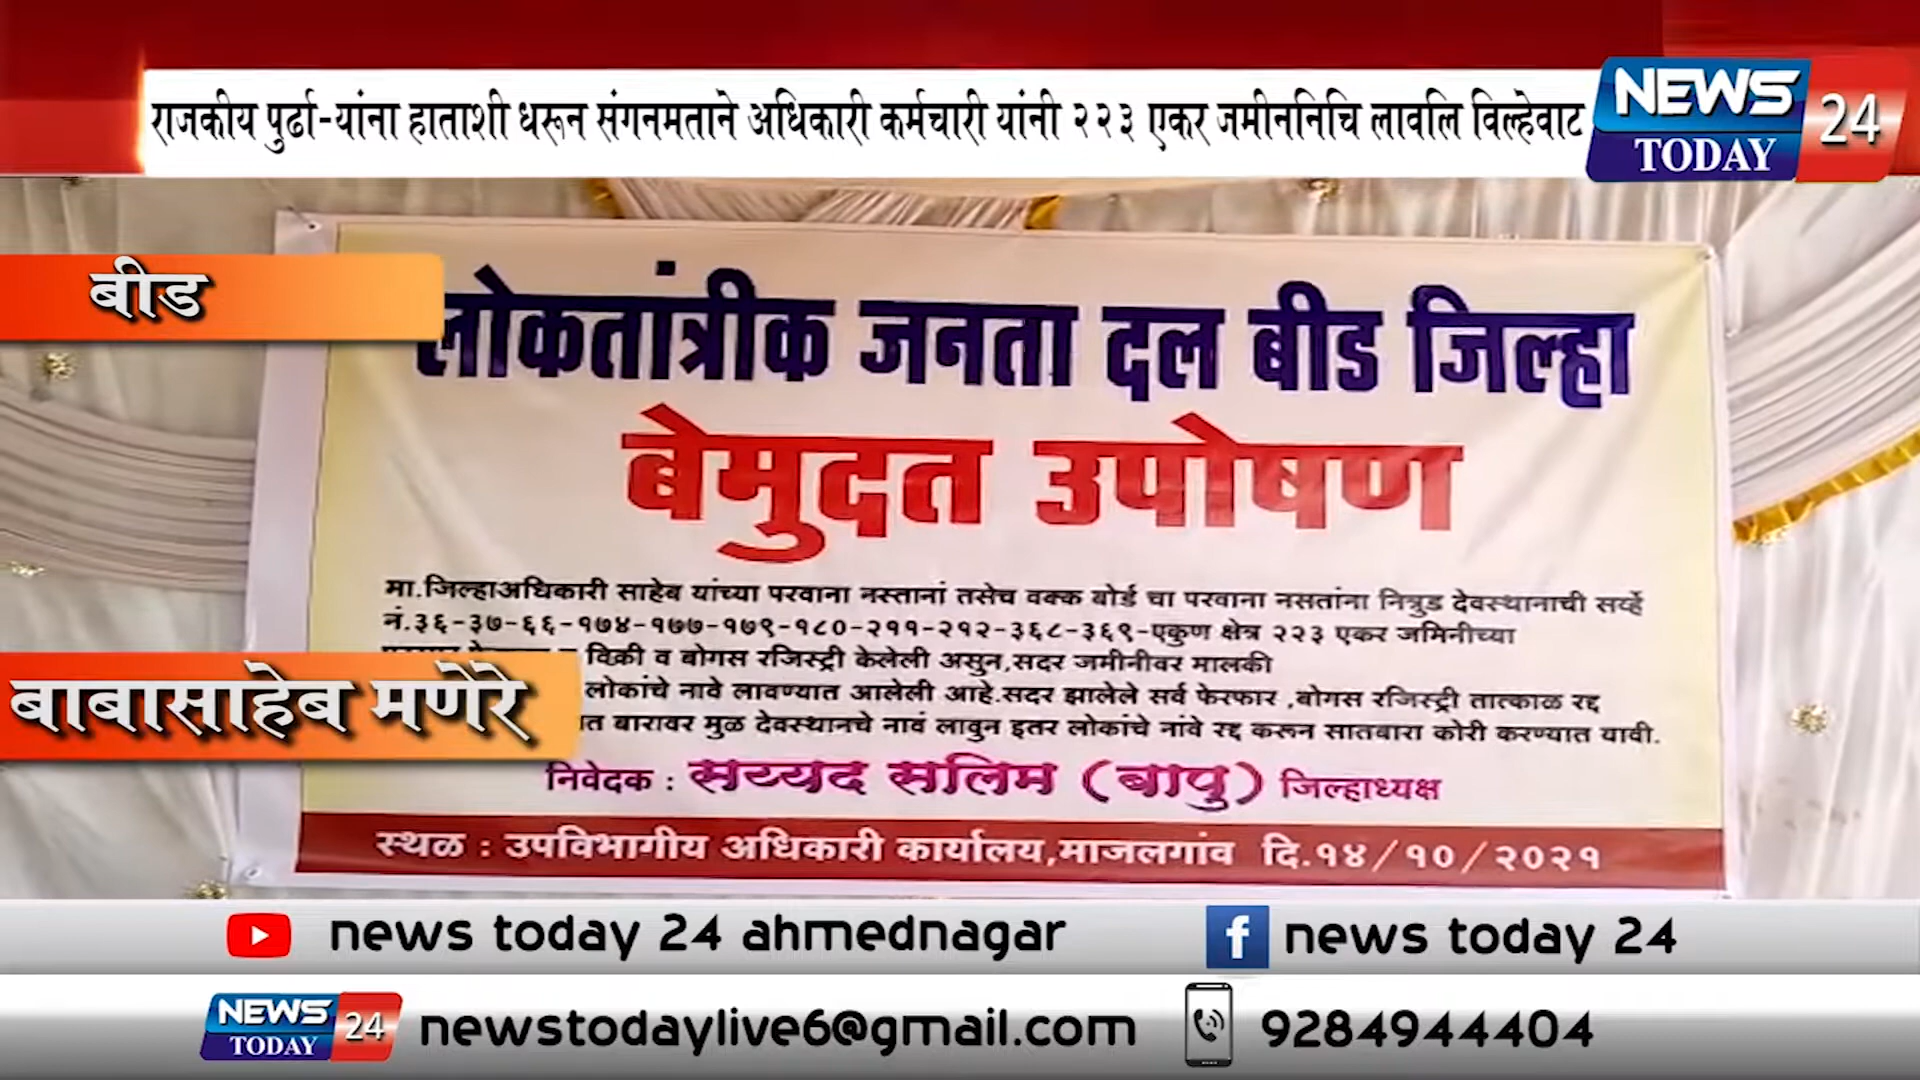 राजकीय पुर्ढा-यांना हाताशी धरून संगनमताने अधिकारी कर्मचारी यांनी २२३ एकर जमीननिचि लावलि विल्हेवाट
NEWS TODAY 24
बीड
लोकतांत्रीक जनता दल बीड जिल्हा
बेमुदत उपोषण
मा.जिल्हाअधिकारी साहेब यांच्या परवाना नस्तानां तसेच वक्क बोर्ड चा परवाना नसतांना नित्रुड देवस्थानाची सर्व्हे
नं.३६-३७-६६-१७४-१७७-१७९-१८०-२११-२१२-३६८-३६९-एकुण क्षेत्र २२३ एकर जमिनीच्या
विक्री व बोगस रजिस्ट्री केलेली असुन,सदर जमीनीवर मालकी
बाबासाहेब मणेरे
लोकांचे नावे लावण्यात आलेली आहे.सदर झालेले सर्व फेरफार ,बोगस रजिस्ट्री तात्काळ रद्द
बारावर मुळ देवस्थानचे नावं लावुन इतर लोकांचे नांवे रद्द करून सातबारा कोरी करण्यात यावी.
निवेदक : सय्यद सलिम (बापु) जिल्हाध्यक्ष
स्थळ : उपविभागीय अधिकारी कार्यालय,माजलगांव दि.१४/१०/२०२१
news today 24 ahmednagar
f news today 24
NEWS TODAY 24
newstodaylive6@gmail.com
9284944404